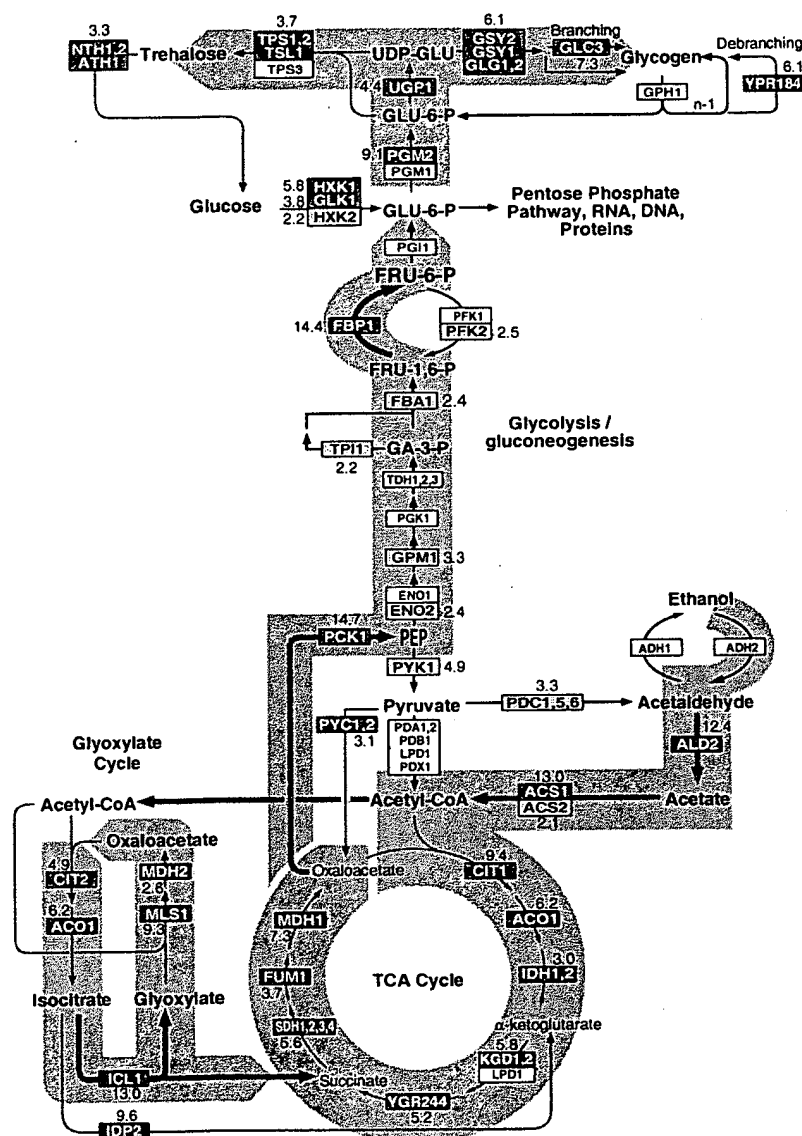 3.7
6.1
Branching
3.3
NTH1,2
ATH1
Trehalose
TPS1,2
TSL1
TPS3
UDP-GLU
GSY2
GSY1
GLG1,2
GLC3
7.3
Glycogen
Debranching
6.1
YPR184
GPH1
n-1
4.4
UGP1
GLU-6-P
9.1
PGM2
PGM1
Glucose
5.8
3.8
2.2
HXK1
GLK1
HXK2
GLU-6-P
Pentose Phosphate
Pathway, RNA, DNA,
Proteins
PGI1
FRU-6-P
14.4
FBP1
PFK1
PFK2
2.5
FRU-1,6-P
FBA1
2.4
Glycolysis /
gluconeogenesis
TPI1
2.2
GA-3-P
TDH1,2,3
PGK1
GPM1
3.3
ENO1
ENO2
2.4
14.7
PCK1
PEP
PYK1
4.9
Ethanol
ADH1
ADH2
Pyruvate
3.3
PDC1,5,6
Acetaldehyde
PYC1,2
3.1
PDA1,2
PDB1
LPD1
PDX1
12.4
ALD2
Glyoxylate
Cycle
Acetyl-CoA
Acetyl-CoA
13.0
ACS1
ACS2
2.1
Acetate
Oxaloacetate
4.9
CIT2
MDH2
2.6
Oxaloacetate
9.4
CIT1
6.2
ACO1
MLS1
9.3
MDH1
7.3
6.2
ACO1
Isocitrate
Glyoxylate
FUM1
3.7
TCA Cycle
3.0
IDH1,2
SDH1,2,3,4
5.6
α-ketoglutarate
5.8
KGD1,2
LPD1
ICL1
13.0
Succinate
YGR244
5.2
9.6
IDP2